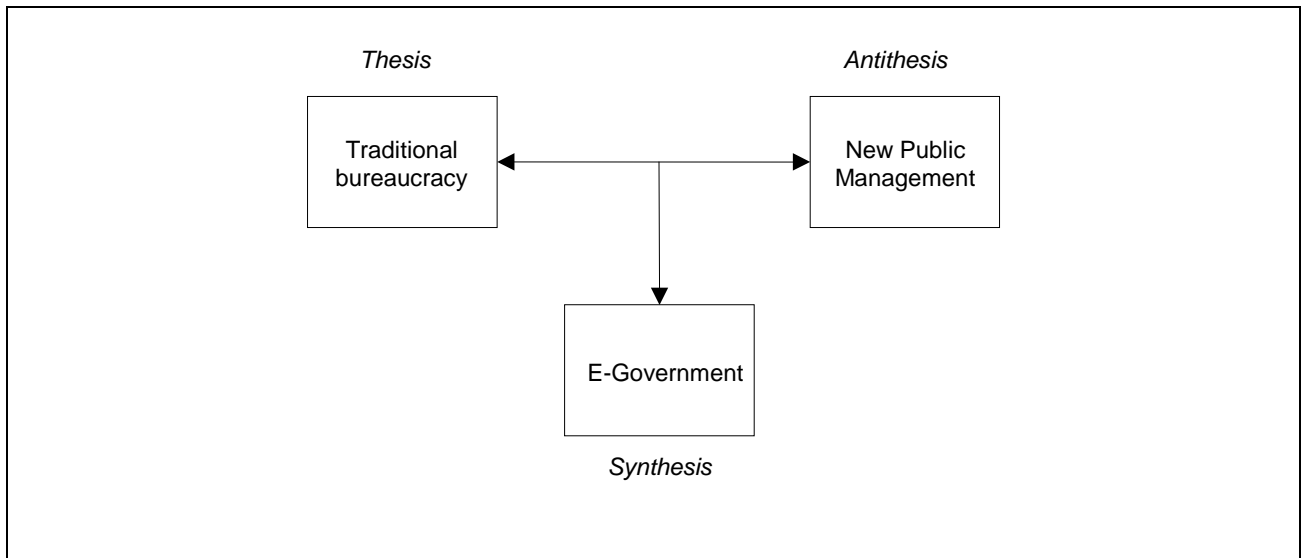 Thesis
Antithesis
Traditional
bureaucracy
New Public
Management
E-Government
Synthesis